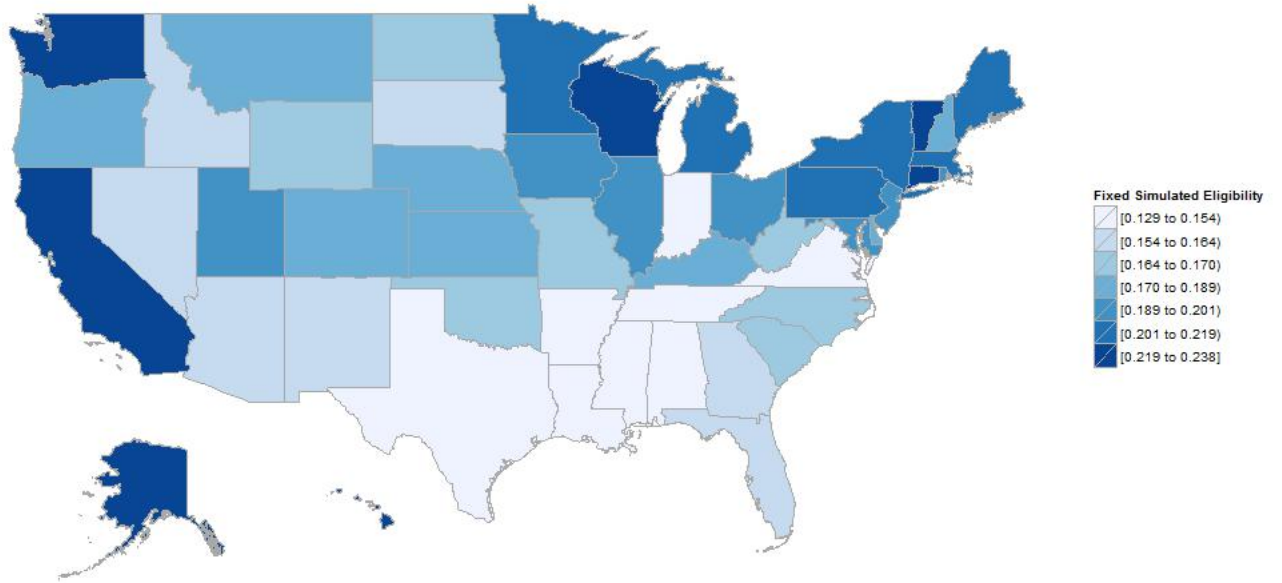 Fixed Simulated Eligibility
[0.129 to 0.154)
[0.154 to 0.164)
[0.164 to 0.170)
[0.170 to 0.189)
[0.189 to 0.201)
[0.201 to 0.219)
[0.219 to 0.238]